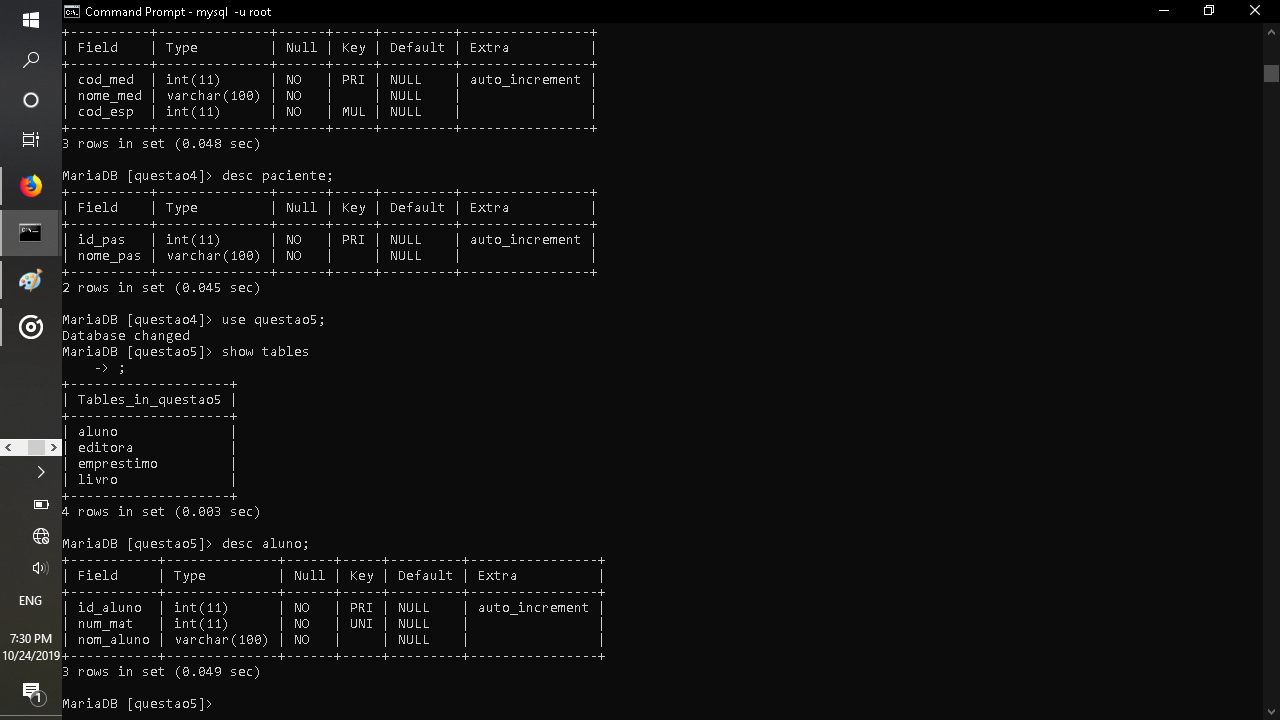 Command Prompt - mysql  -u root
+----------+--------------+------+-----+---------+----------------+
| Field    | Type         | Null | Key | Default | Extra          |
+----------+--------------+------+-----+---------+----------------+
| cod_med  | int(11)      | NO   | PRI | NULL    | auto_increment |
| nome_med | varchar(100) | NO   |     | NULL    |                |
| cod_esp  | int(11)      | NO   | MUL | NULL    |                |
+----------+--------------+------+-----+---------+----------------+
3 rows in set (0.048 sec)
MariaDB [questao4]> desc paciente;
+----------+--------------+------+-----+---------+----------------+
| Field    | Type         | Null | Key | Default | Extra          |
+----------+--------------+------+-----+---------+----------------+
| id_pas   | int(11)      | NO   | PRI | NULL    | auto_increment |
| nome_pas | varchar(100) | NO   |     | NULL    |                |
+----------+--------------+------+-----+---------+----------------+
2 rows in set (0.045 sec)
MariaDB [questao4]> use questao5;
Database changed
MariaDB [questao5]> show tables
    -> ;
+--------------------+
| Tables_in_questao5 |
+--------------------+
| aluno              |
| editora            |
| emprestimo         |
| livro              |
+--------------------+
4 rows in set (0.003 sec)
MariaDB [questao5]> desc aluno;
+-----------+--------------+------+-----+---------+----------------+
| Field     | Type         | Null | Key | Default | Extra          |
+-----------+--------------+------+-----+---------+----------------+
| id_aluno  | int(11)      | NO   | PRI | NULL    | auto_increment |
| num_mat   | int(11)      | NO   | UNI | NULL    |                |
| nom_aluno | varchar(100) | NO   |     | NULL    |                |
+-----------+--------------+------+-----+---------+----------------+
3 rows in set (0.049 sec)
MariaDB [questao5]>
ENG
7:30 PM
10/24/2019
1